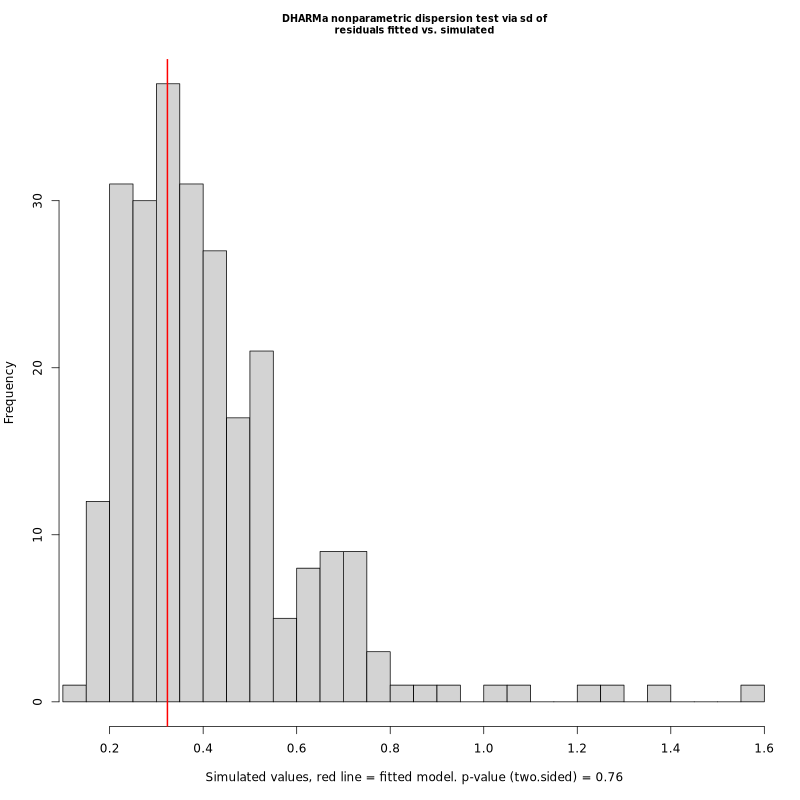 DHARMa nonparametric dispersion test via sd of
residuals fitted vs. simulated
Frequency
30
20
10
0
0.2 0.4 0.6 0.8 1.0 1.2 1.4 1.6
Simulated values, red line = fitted model. p-value (two.sided) = 0.76